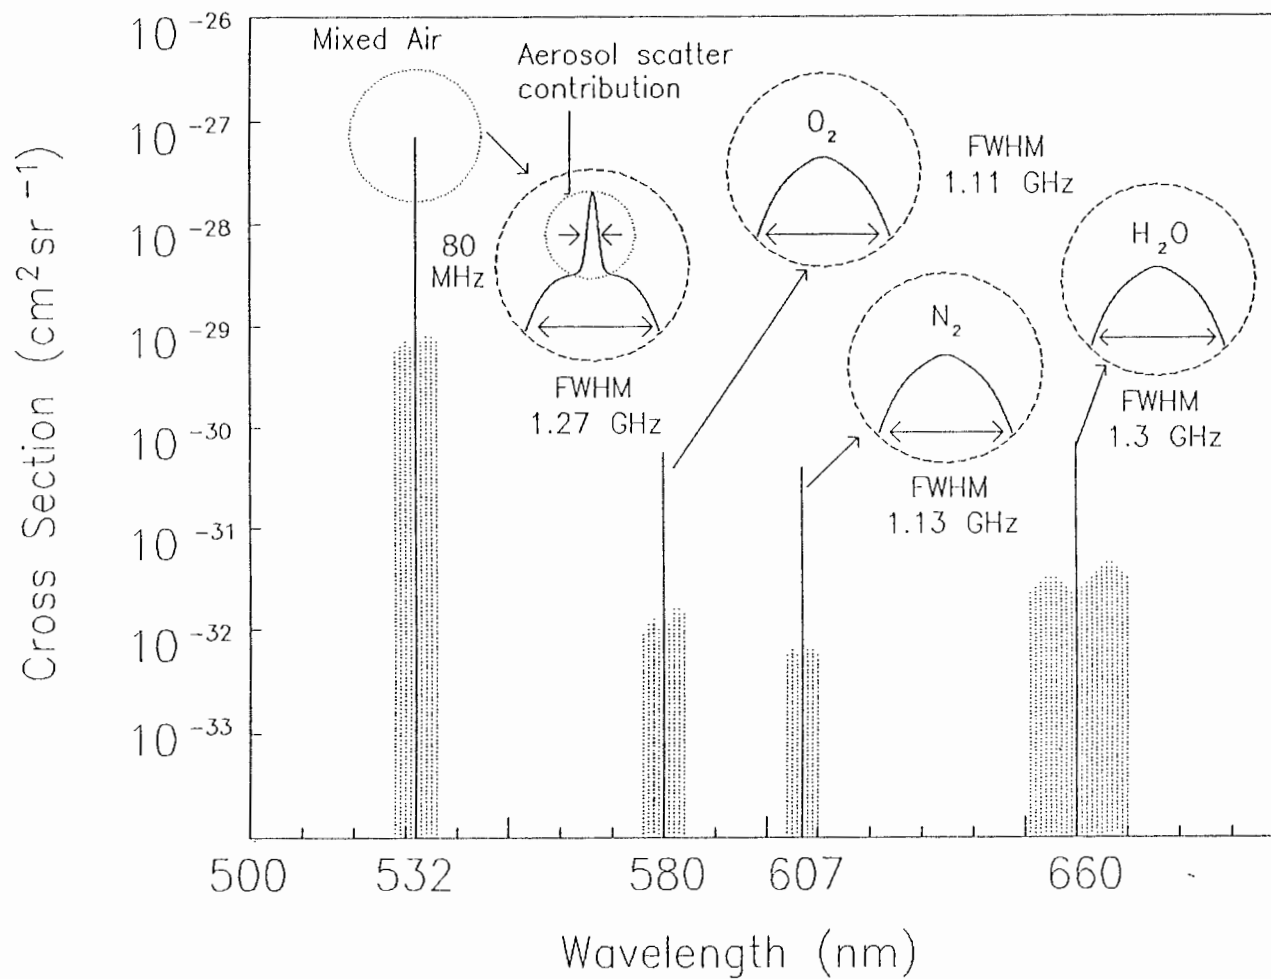 10⁻²⁶
10⁻²⁷
10⁻²⁸
10⁻²⁹
10⁻³⁰
10⁻³¹
10⁻³²
10⁻³³
Cross Section (cm² sr⁻¹)
Mixed Air
Aerosol scatter
contribution
80
MHz
FWHM
1.27 GHz
O₂
FWHM
1.11 GHz
N₂
FWHM
1.13 GHz
H₂O
FWHM
1.3 GHz
500 532 580 607 660
Wavelength (nm)